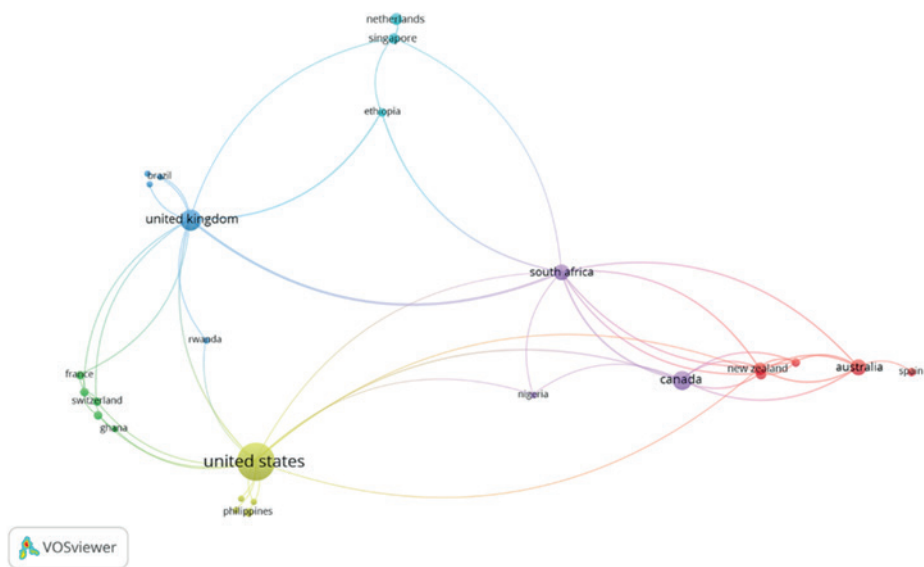 netherlands
singapore
ethiopia
brazil
united kingdom
south africa
rwanda
france
switzerland
ghana
nigeria
canada
new zealand
australia
spain
united states
philippines
VOSviewer